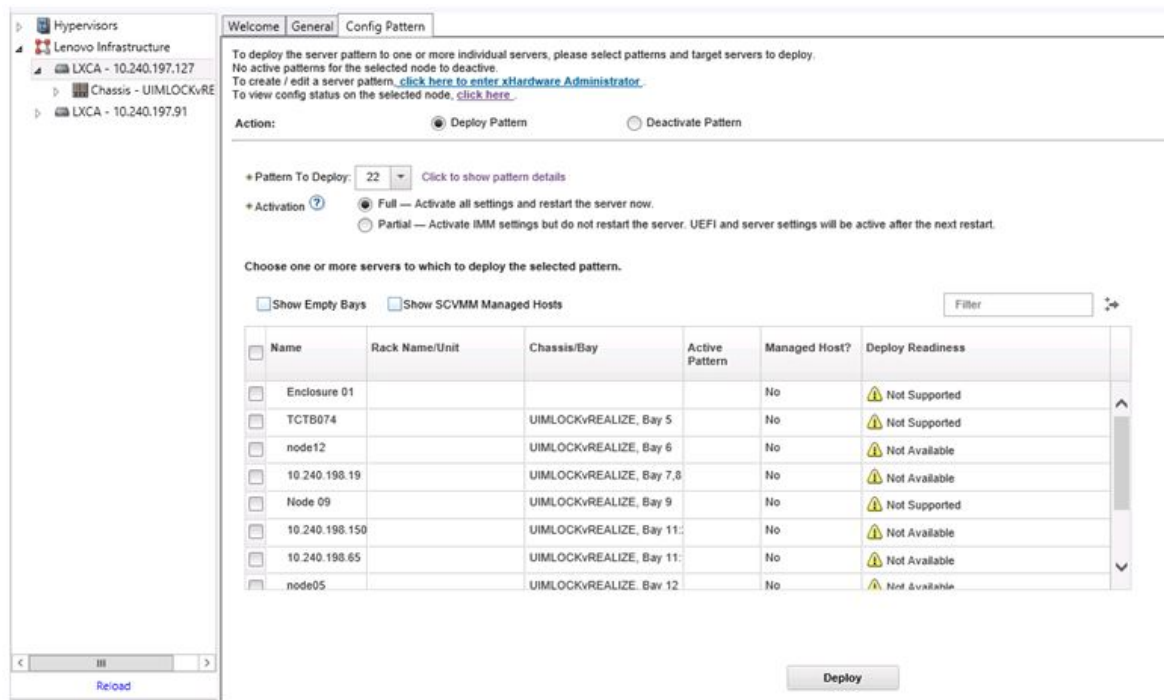 Hypervisors
Lenovo Infrastructure
LXCA - 10.240.197.127
Chassis - UIMLOCKvRE
LXCA - 10.240.197.91
Reload
Welcome General Config Pattern
To deploy the server pattern to one or more individual servers, please select patterns and target servers to deploy.
No active patterns for the selected node to deactive.
To create / edit a server pattern, click here to enter xHardware Administrator .
To view config status on the selected node, click here .
Action: Deploy Pattern Deactivate Pattern
+ Pattern To Deploy: 22 Click to show pattern details
+ Activation ? Full — Activate all settings and restart the server now.
Partial — Activate IMM settings but do not restart the server. UEFI and server settings will be active after the next restart.
Choose one or more servers to which to deploy the selected pattern.
Show Empty Bays Show SCVMM Managed Hosts Filter
Name Rack Name/Unit Chassis/Bay Active Pattern Managed Host? Deploy Readiness
Enclosure 01 No Not Supported
TCTB074 UIMLOCKvREALIZE, Bay 5 No Not Supported
node12 UIMLOCKvREALIZE, Bay 6 No Not Available
10.240.198.19 UIMLOCKvREALIZE, Bay 7,8 No Not Available
Node 09 UIMLOCKvREALIZE, Bay 9 No Not Supported
10.240.198.150 UIMLOCKvREALIZE, Bay 11: No Not Available
10.240.198.65 UIMLOCKvREALIZE, Bay 11: No Not Available
node05 UIMLOCKvREALIZE, Bay 12 No Not Available
Deploy